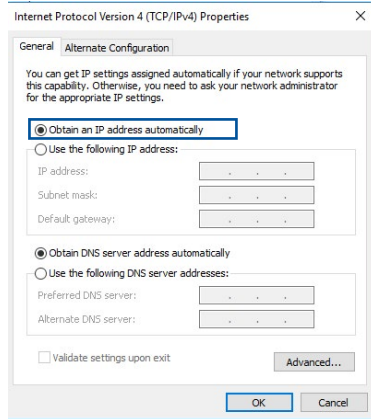 Internet Protocol Version 4 (TCP/IPv4) Properties
General Alternate Configuration
You can get IP settings assigned automatically if your network supports
this capability. Otherwise, you need to ask your network administrator
for the appropriate IP settings.
Obtain an IP address automatically
Use the following IP address:
IP address:
Subnet mask:
Default gateway:
Obtain DNS server address automatically
Use the following DNS server addresses:
Preferred DNS server:
Alternate DNS server:
Validate settings upon exit
Advanced...
OK Cancel